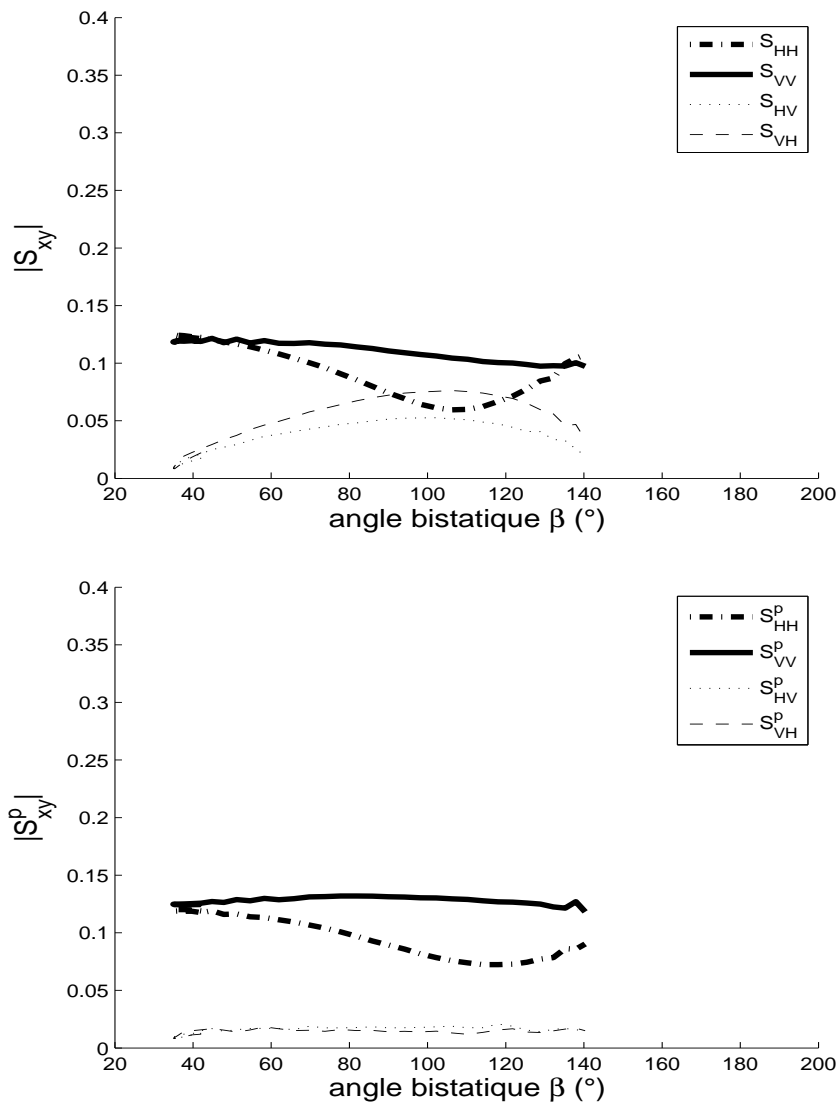 0.4
0.35
0.3
0.25
0.2
0.15
0.1
0.05
0
|S_xy|
20 40 60 80 100 120 140 160 180 200
angle bistatique β (°)
S_HH
S_VV
S_HV
S_VH
0.4
0.35
0.3
0.25
0.2
0.15
0.1
0.05
0
|S^p_xy|
20 40 60 80 100 120 140 160 180 200
angle bistatique β (°)
S^p_HH
S^p_VV
S^p_HV
S^p_VH